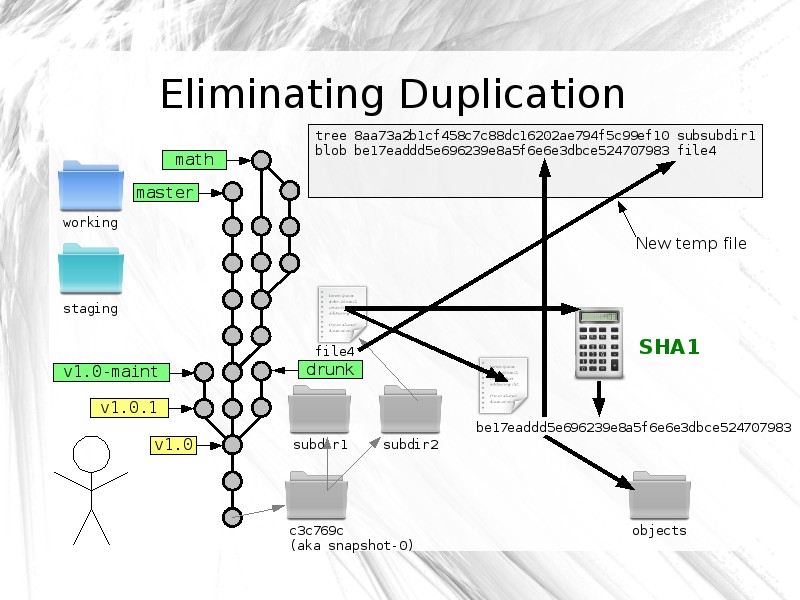 Eliminating Duplication
tree 8aa73a2b1cf458c7c88dc16202ae794f5c99ef10 subsubdir1
blob be17eaddd5e696239e8a5f6e6e3dbce524707983 file4
math
master
working
New temp file
staging
file4
SHA1
v1.0-maint
drunk
v1.0.1
be17eaddd5e696239e8a5f6e6e3dbce524707983
v1.0
subdir1
subdir2
c3c769c
(aka snapshot-0)
objects